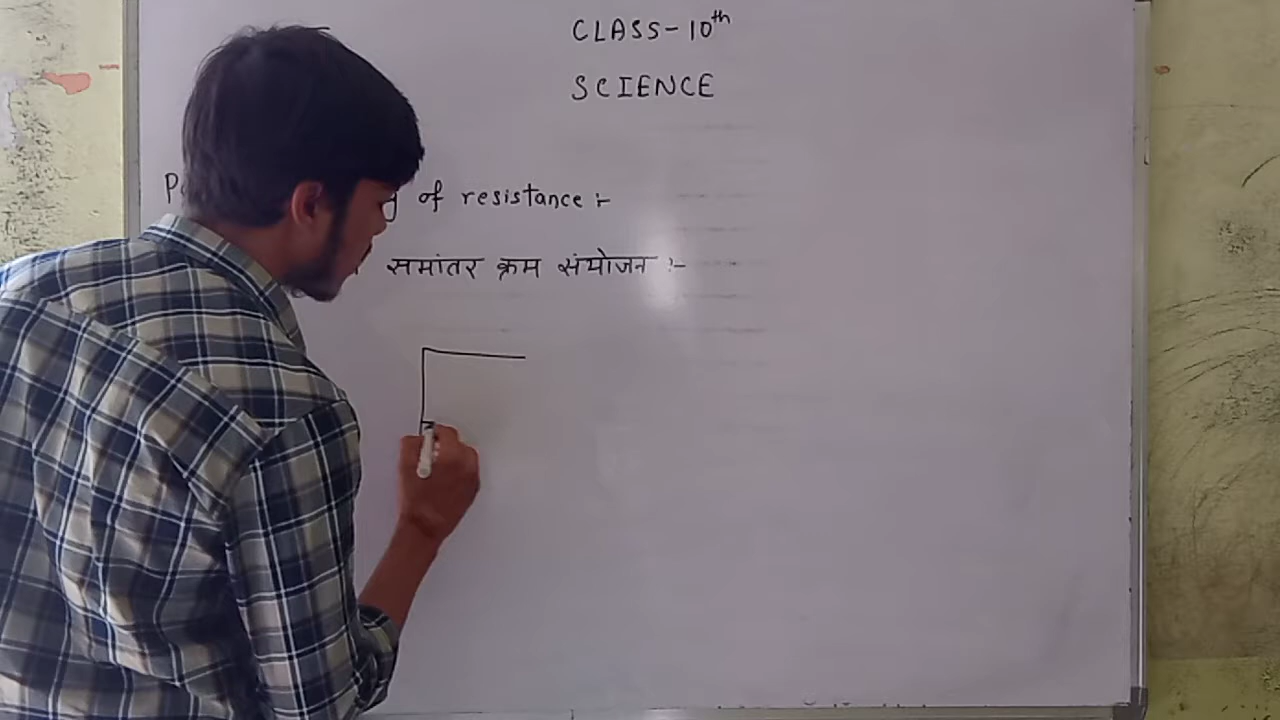 CLASS-10th
SCIENCE
of resistance :-
समांतर क्रम संयोजन :-